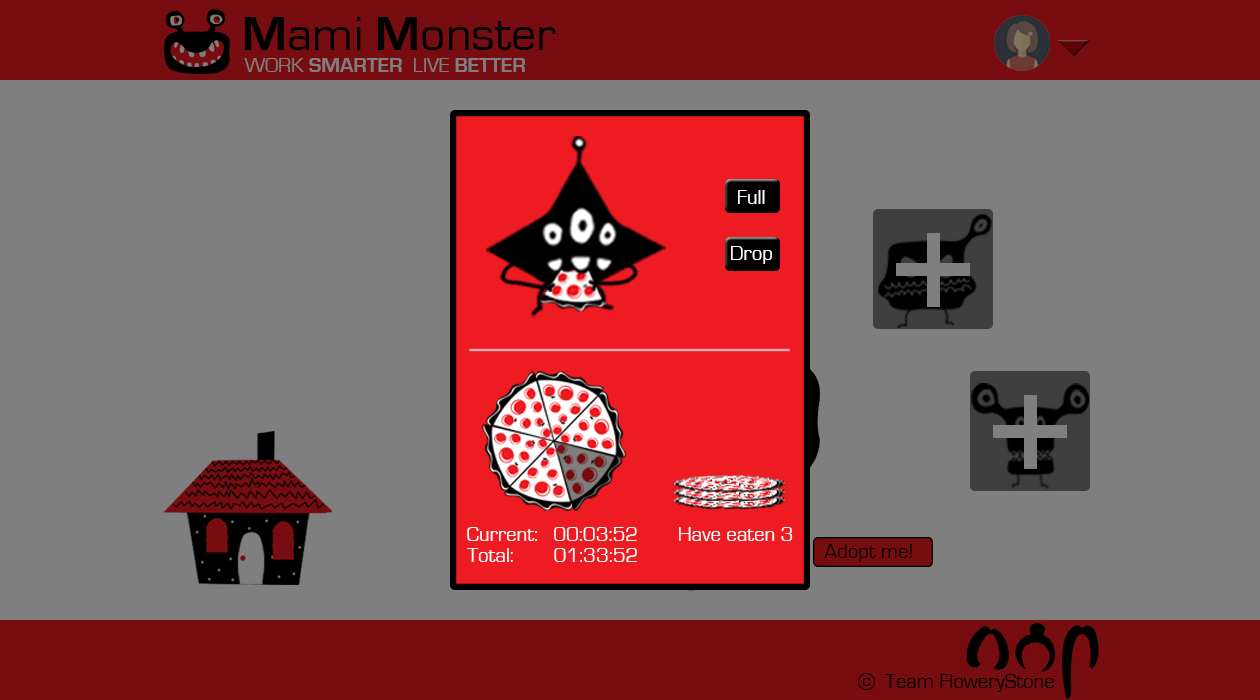 Mami Monster
WORK SMARTER LIVE BETTER
Full
Drop
Current: 00:03:52
Total: 01:33:52
Have eaten 3
Adopt me!
© Team FloweryStone